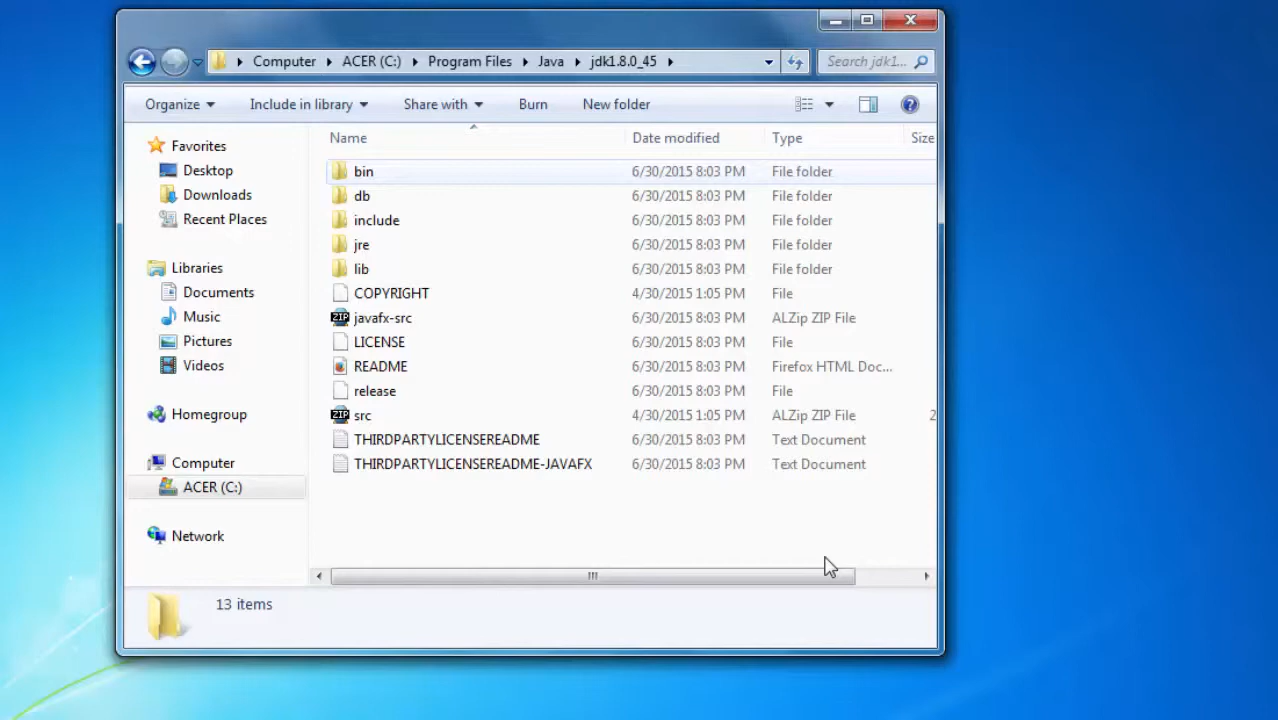 Computer ACER (C:) Program Files Java jdk1.8.0_45 Search jdk1...
Organize Include in library Share with Burn New folder
Favorites
Desktop
Downloads
Recent Places
Libraries
Documents
Music
Pictures
Videos
Homegroup
Computer
ACER (C:)
Network
Name Date modified Type Size
bin 6/30/2015 8:03 PM File folder
db 6/30/2015 8:03 PM File folder
include 6/30/2015 8:03 PM File folder
jre 6/30/2015 8:03 PM File folder
lib 6/30/2015 8:03 PM File folder
COPYRIGHT 4/30/2015 1:05 PM File
ZIP javafx-src 6/30/2015 8:03 PM ALZip ZIP File
LICENSE 6/30/2015 8:03 PM File
README 6/30/2015 8:03 PM Firefox HTML Doc...
release 6/30/2015 8:03 PM File
ZIP src 4/30/2015 1:05 PM ALZip ZIP File 2
THIRDPARTYLICENSEREADME 6/30/2015 8:03 PM Text Document
THIRDPARTYLICENSEREADME-JAVAFX 6/30/2015 8:03 PM Text Document
13 items